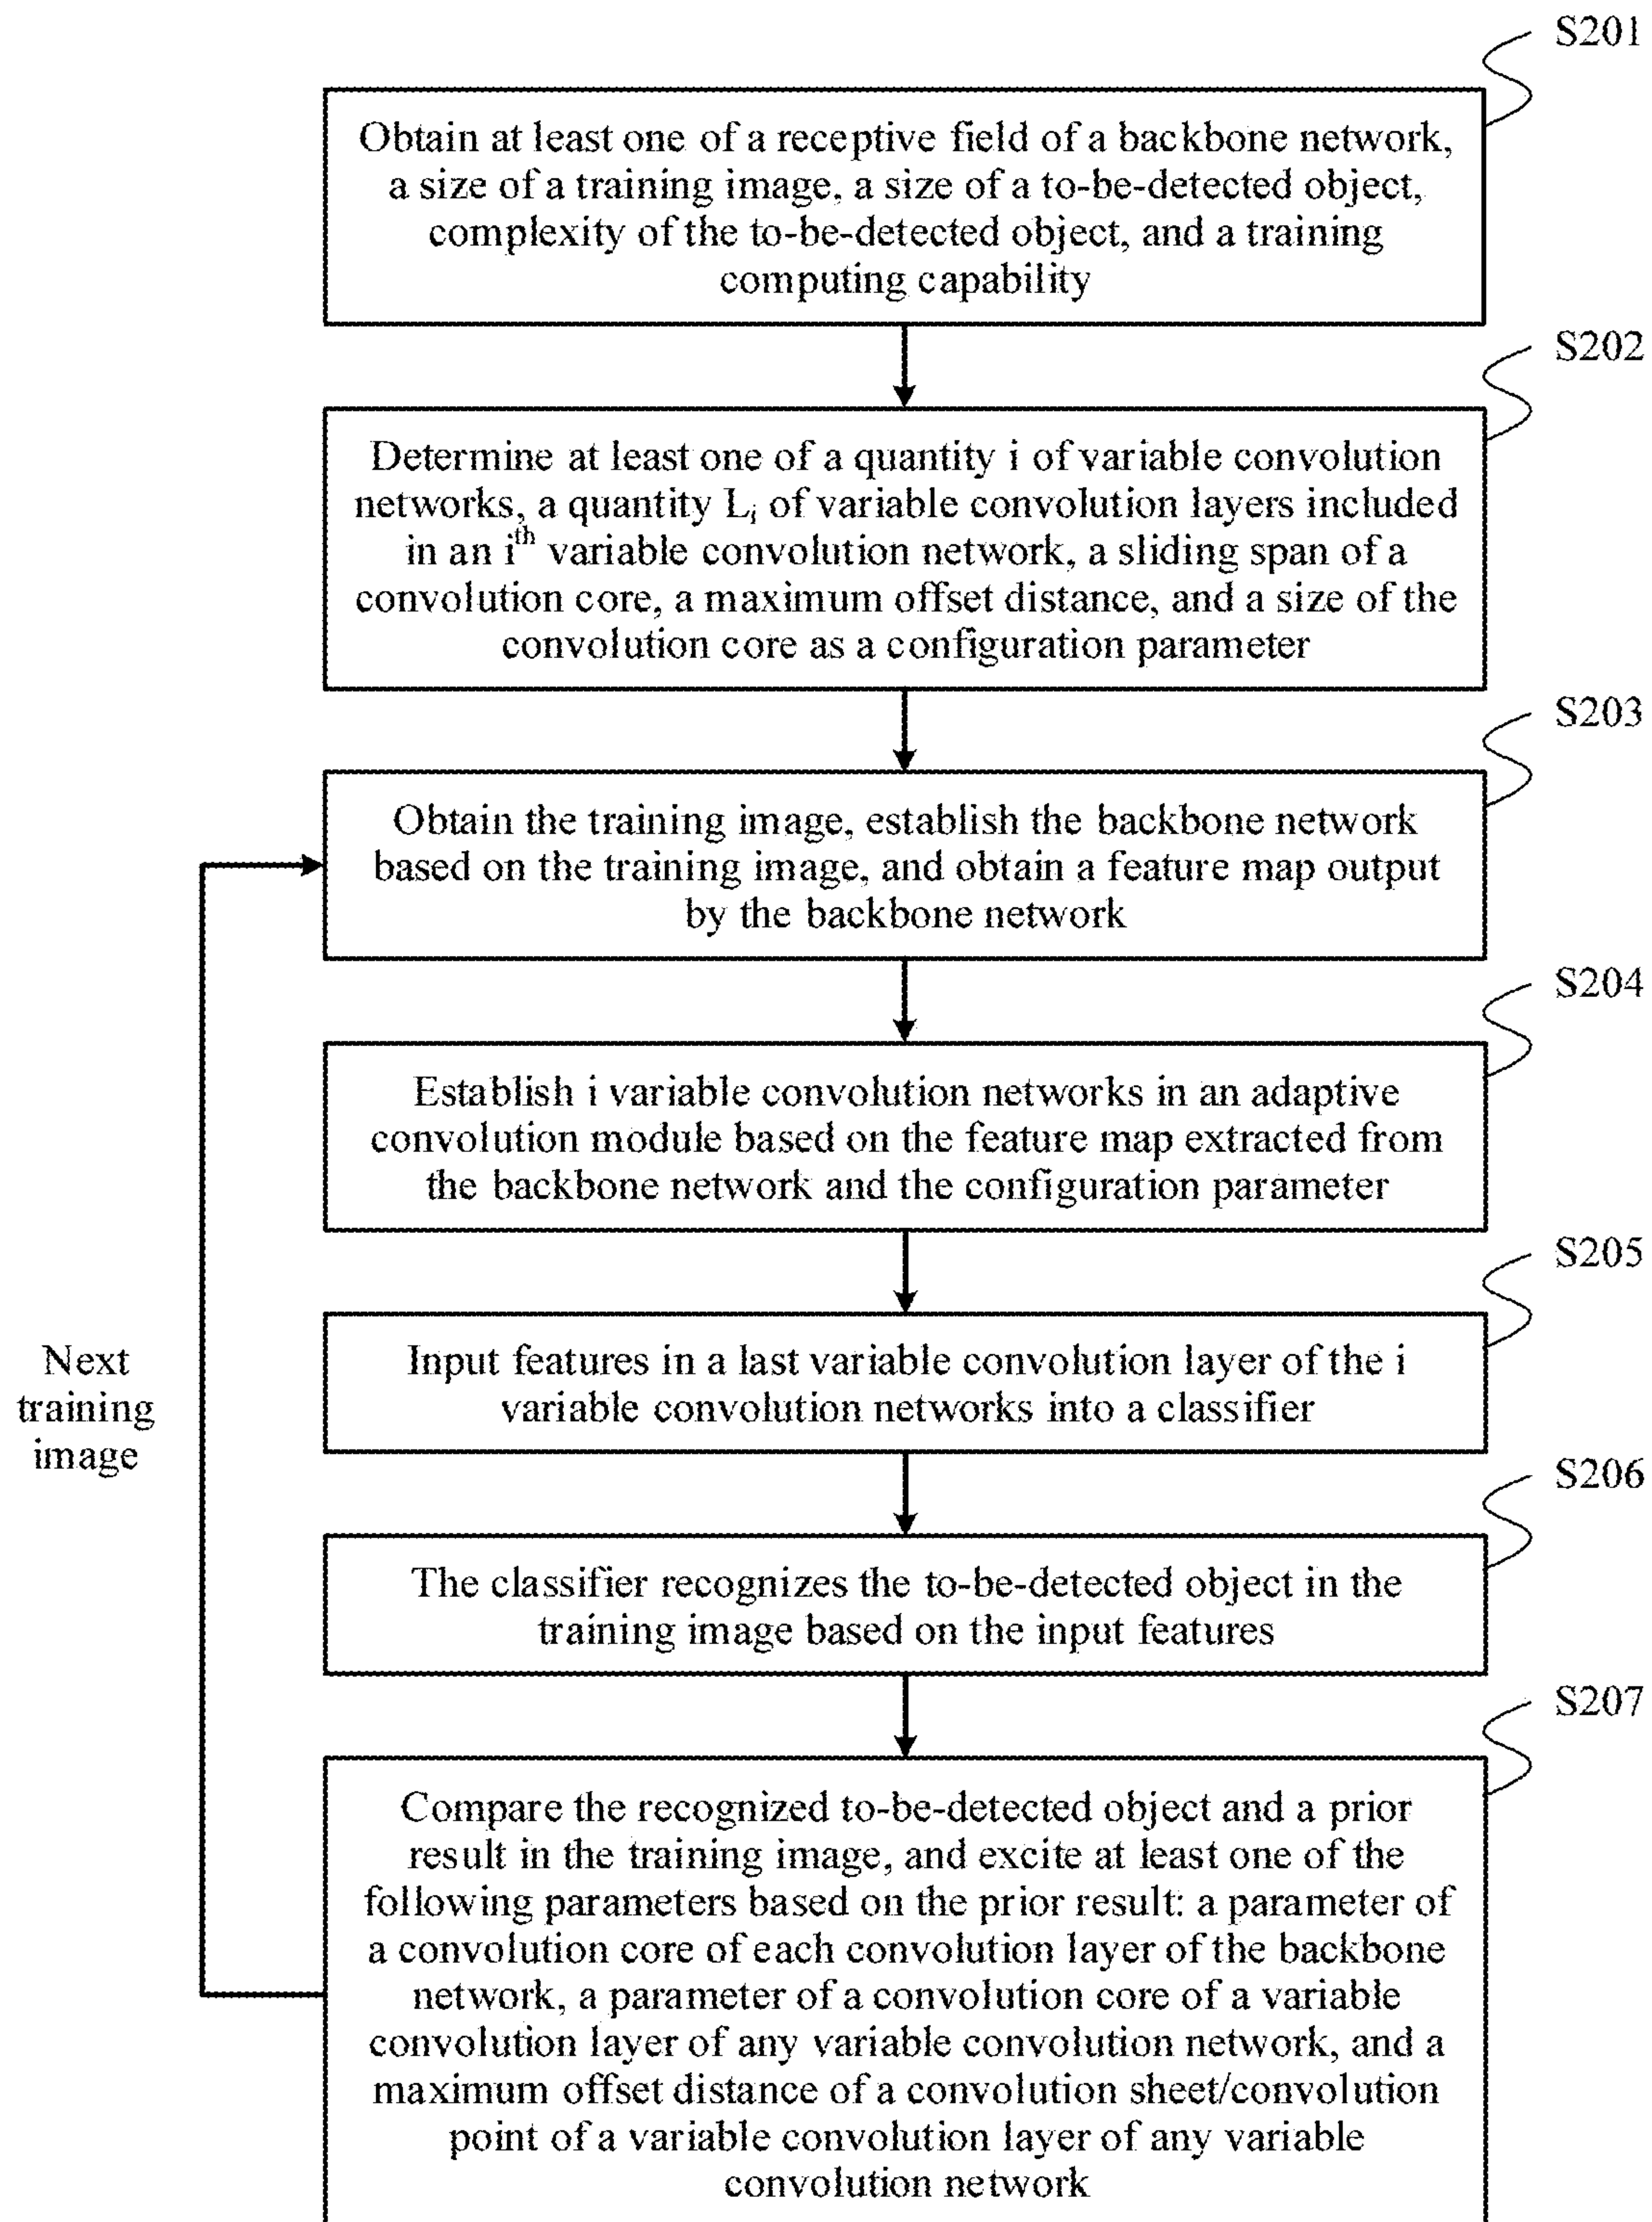 S201
Obtain at least one of a receptive field of a backbone network,
a size of a training image, a size of a to-be-detected object,
complexity of the to-be-detected object, and a training
computing capability
S202
Determine at least one of a quantity i of variable convolution
networks, a quantity Li of variable convolution layers included
in an ith variable convolution network, a sliding span of a
convolution core, a maximum offset distance, and a size of the
convolution core as a configuration parameter
S203
Obtain the training image, establish the backbone network
based on the training image, and obtain a feature map output
by the backbone network
S204
Establish i variable convolution networks in an adaptive
convolution module based on the feature map extracted from
the backbone network and the configuration parameter
S205
Input features in a last variable convolution layer of the i
variable convolution networks into a classifier
Next
training
image
S206
The classifier recognizes the to-be-detected object in the
training image based on the input features
S207
Compare the recognized to-be-detected object and a prior
result in the training image, and excite at least one of the
following parameters based on the prior result: a parameter of
a convolution core of each convolution layer of the backbone
network, a parameter of a convolution core of a variable
convolution layer of any variable convolution network, and a
maximum offset distance of a convolution sheet/convolution
point of a variable convolution layer of any variable
convolution network